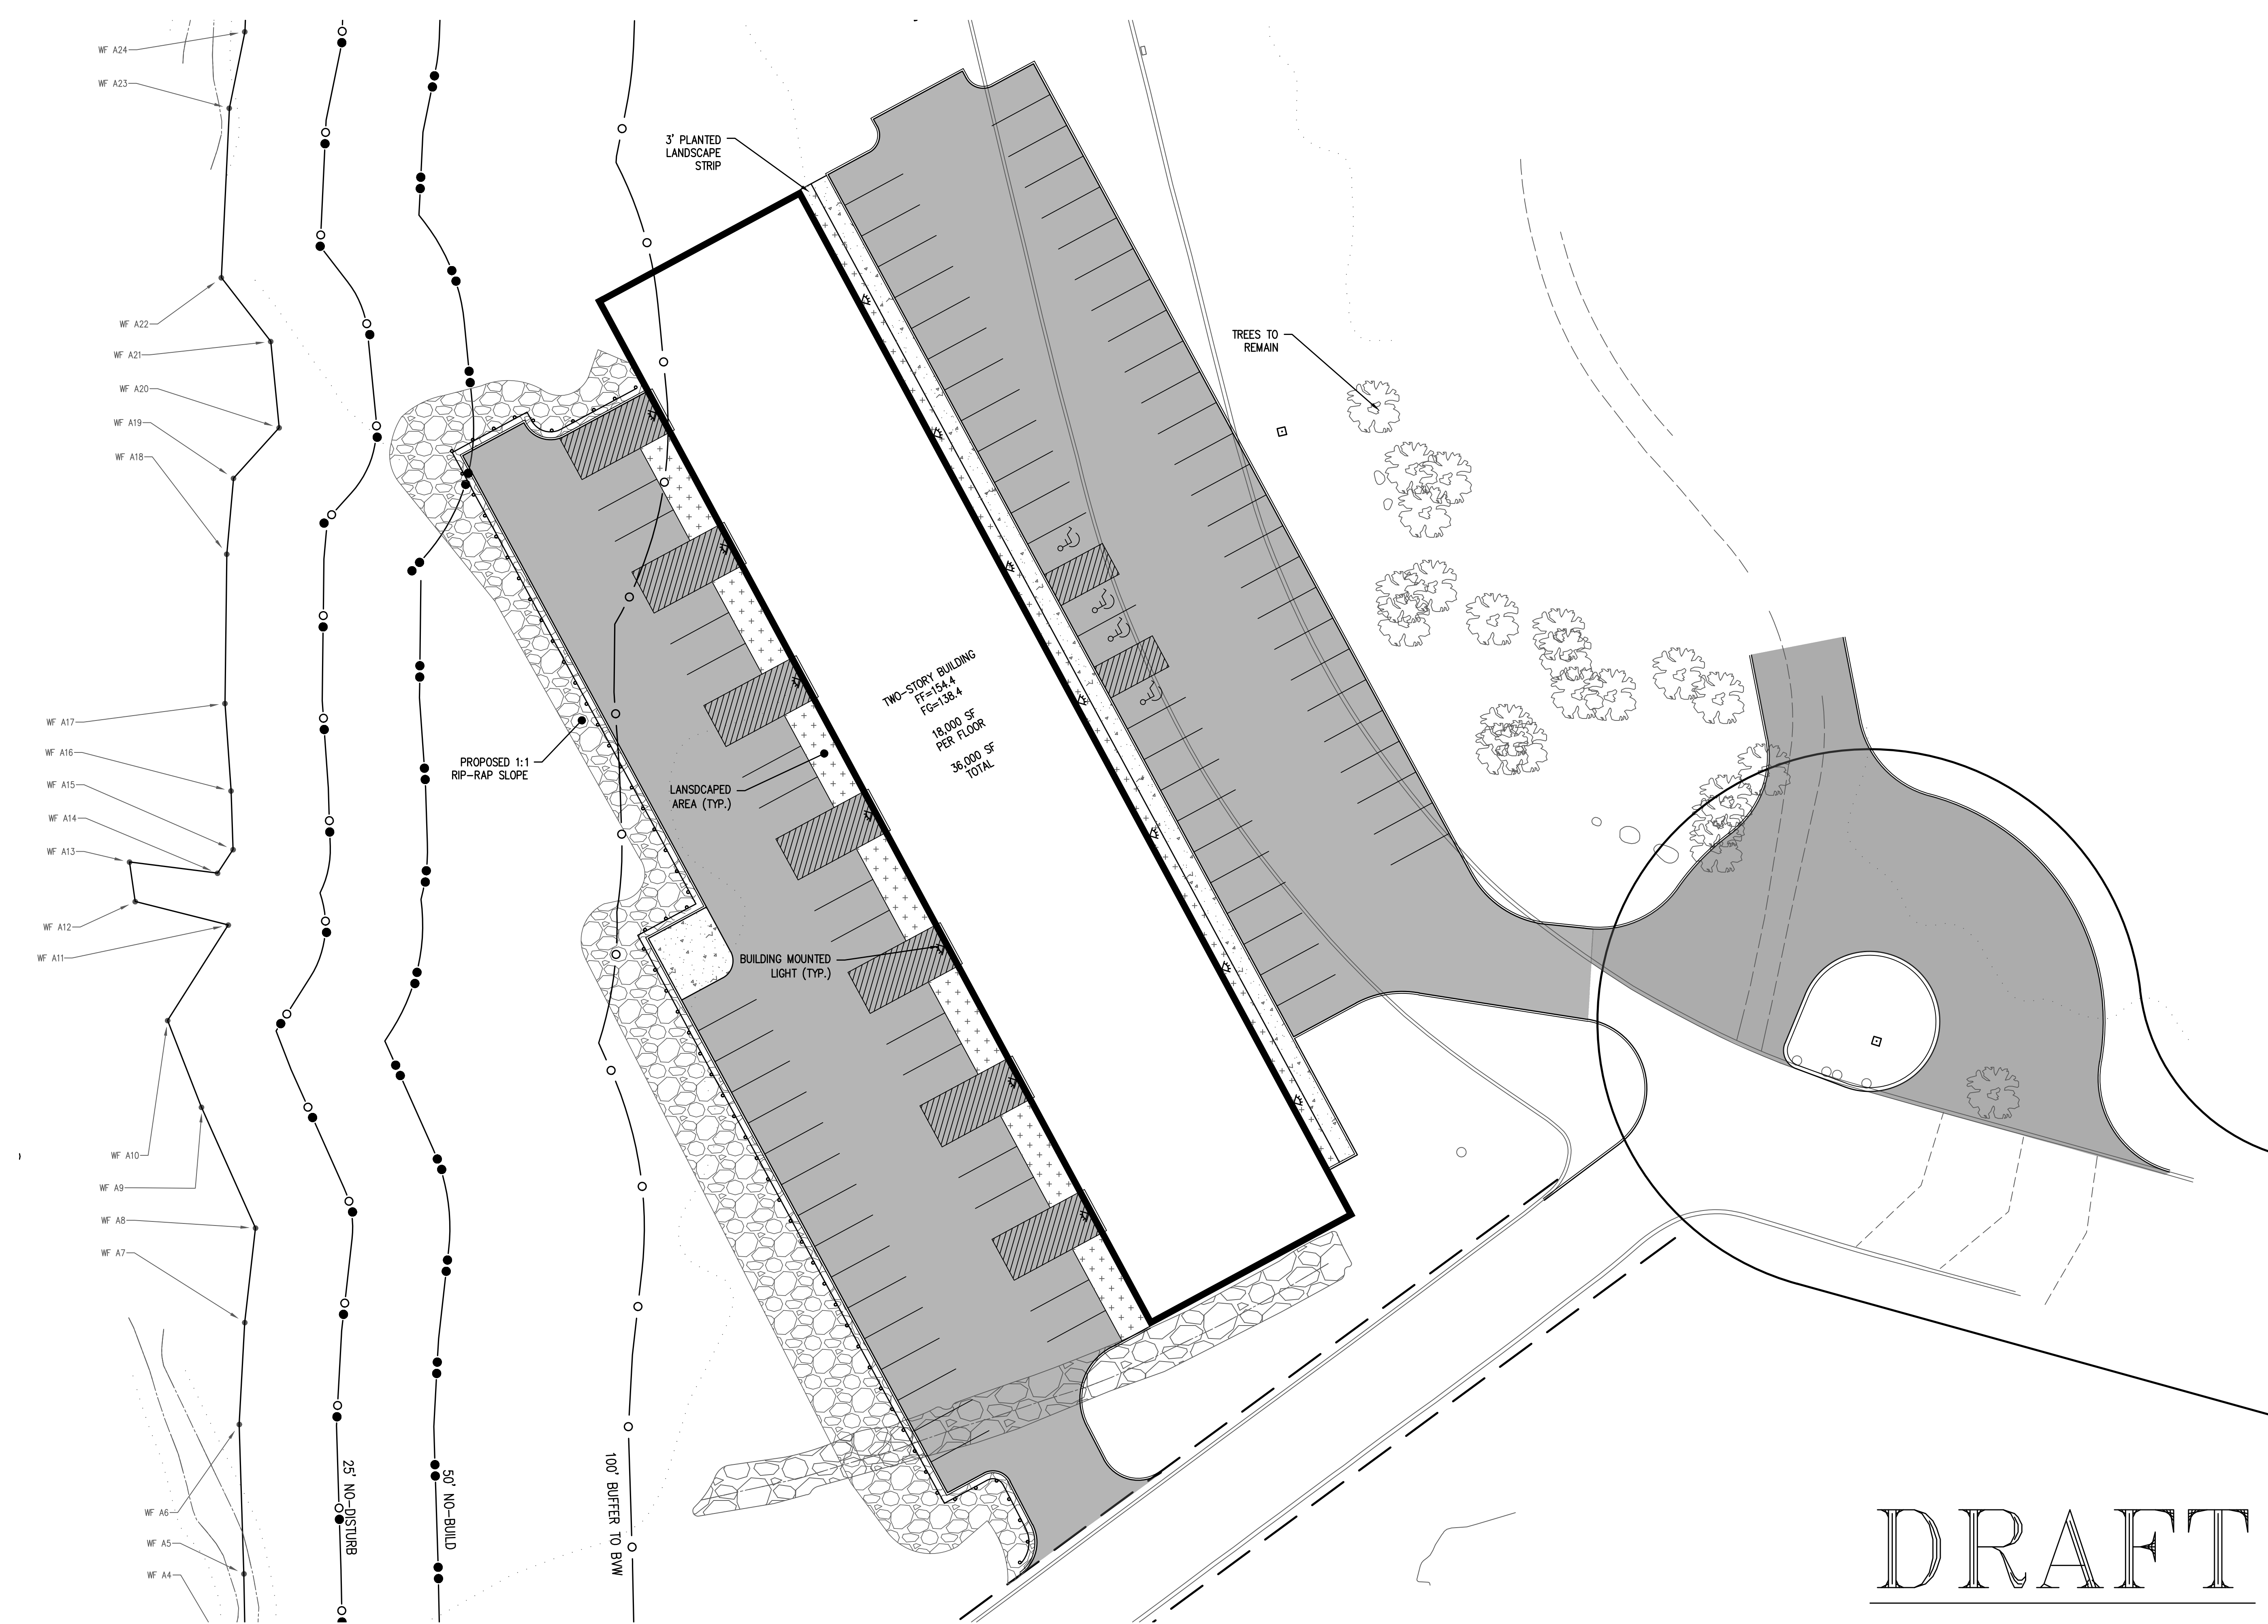 WF A24
WF A23
3' PLANTED
LANDSCAPE
STRIP
WF A22
WF A21
WF A20
WF A19
WF A18
TREES TO
REMAIN
TWO-STORY BUILDING
FF=154.4
FG=138.4
18,000 SF
PER FLOOR
36,000 SF
TOTAL
WF A17
WF A16
WF A15
WF A14
WF A13
WF A12
WF A11
PROPOSED 1:1
RIP-RAP SLOPE
LANSDCAPED
AREA (TYP.)
BUILDING MOUNTED
LIGHT (TYP.)
WF A10
WF A9
WF A8
WF A7
WF A6
WF A5
WF A4
25' NO-DISTURB
50' NO-BUILD
100' BUFFER TO BVW
DRAFT